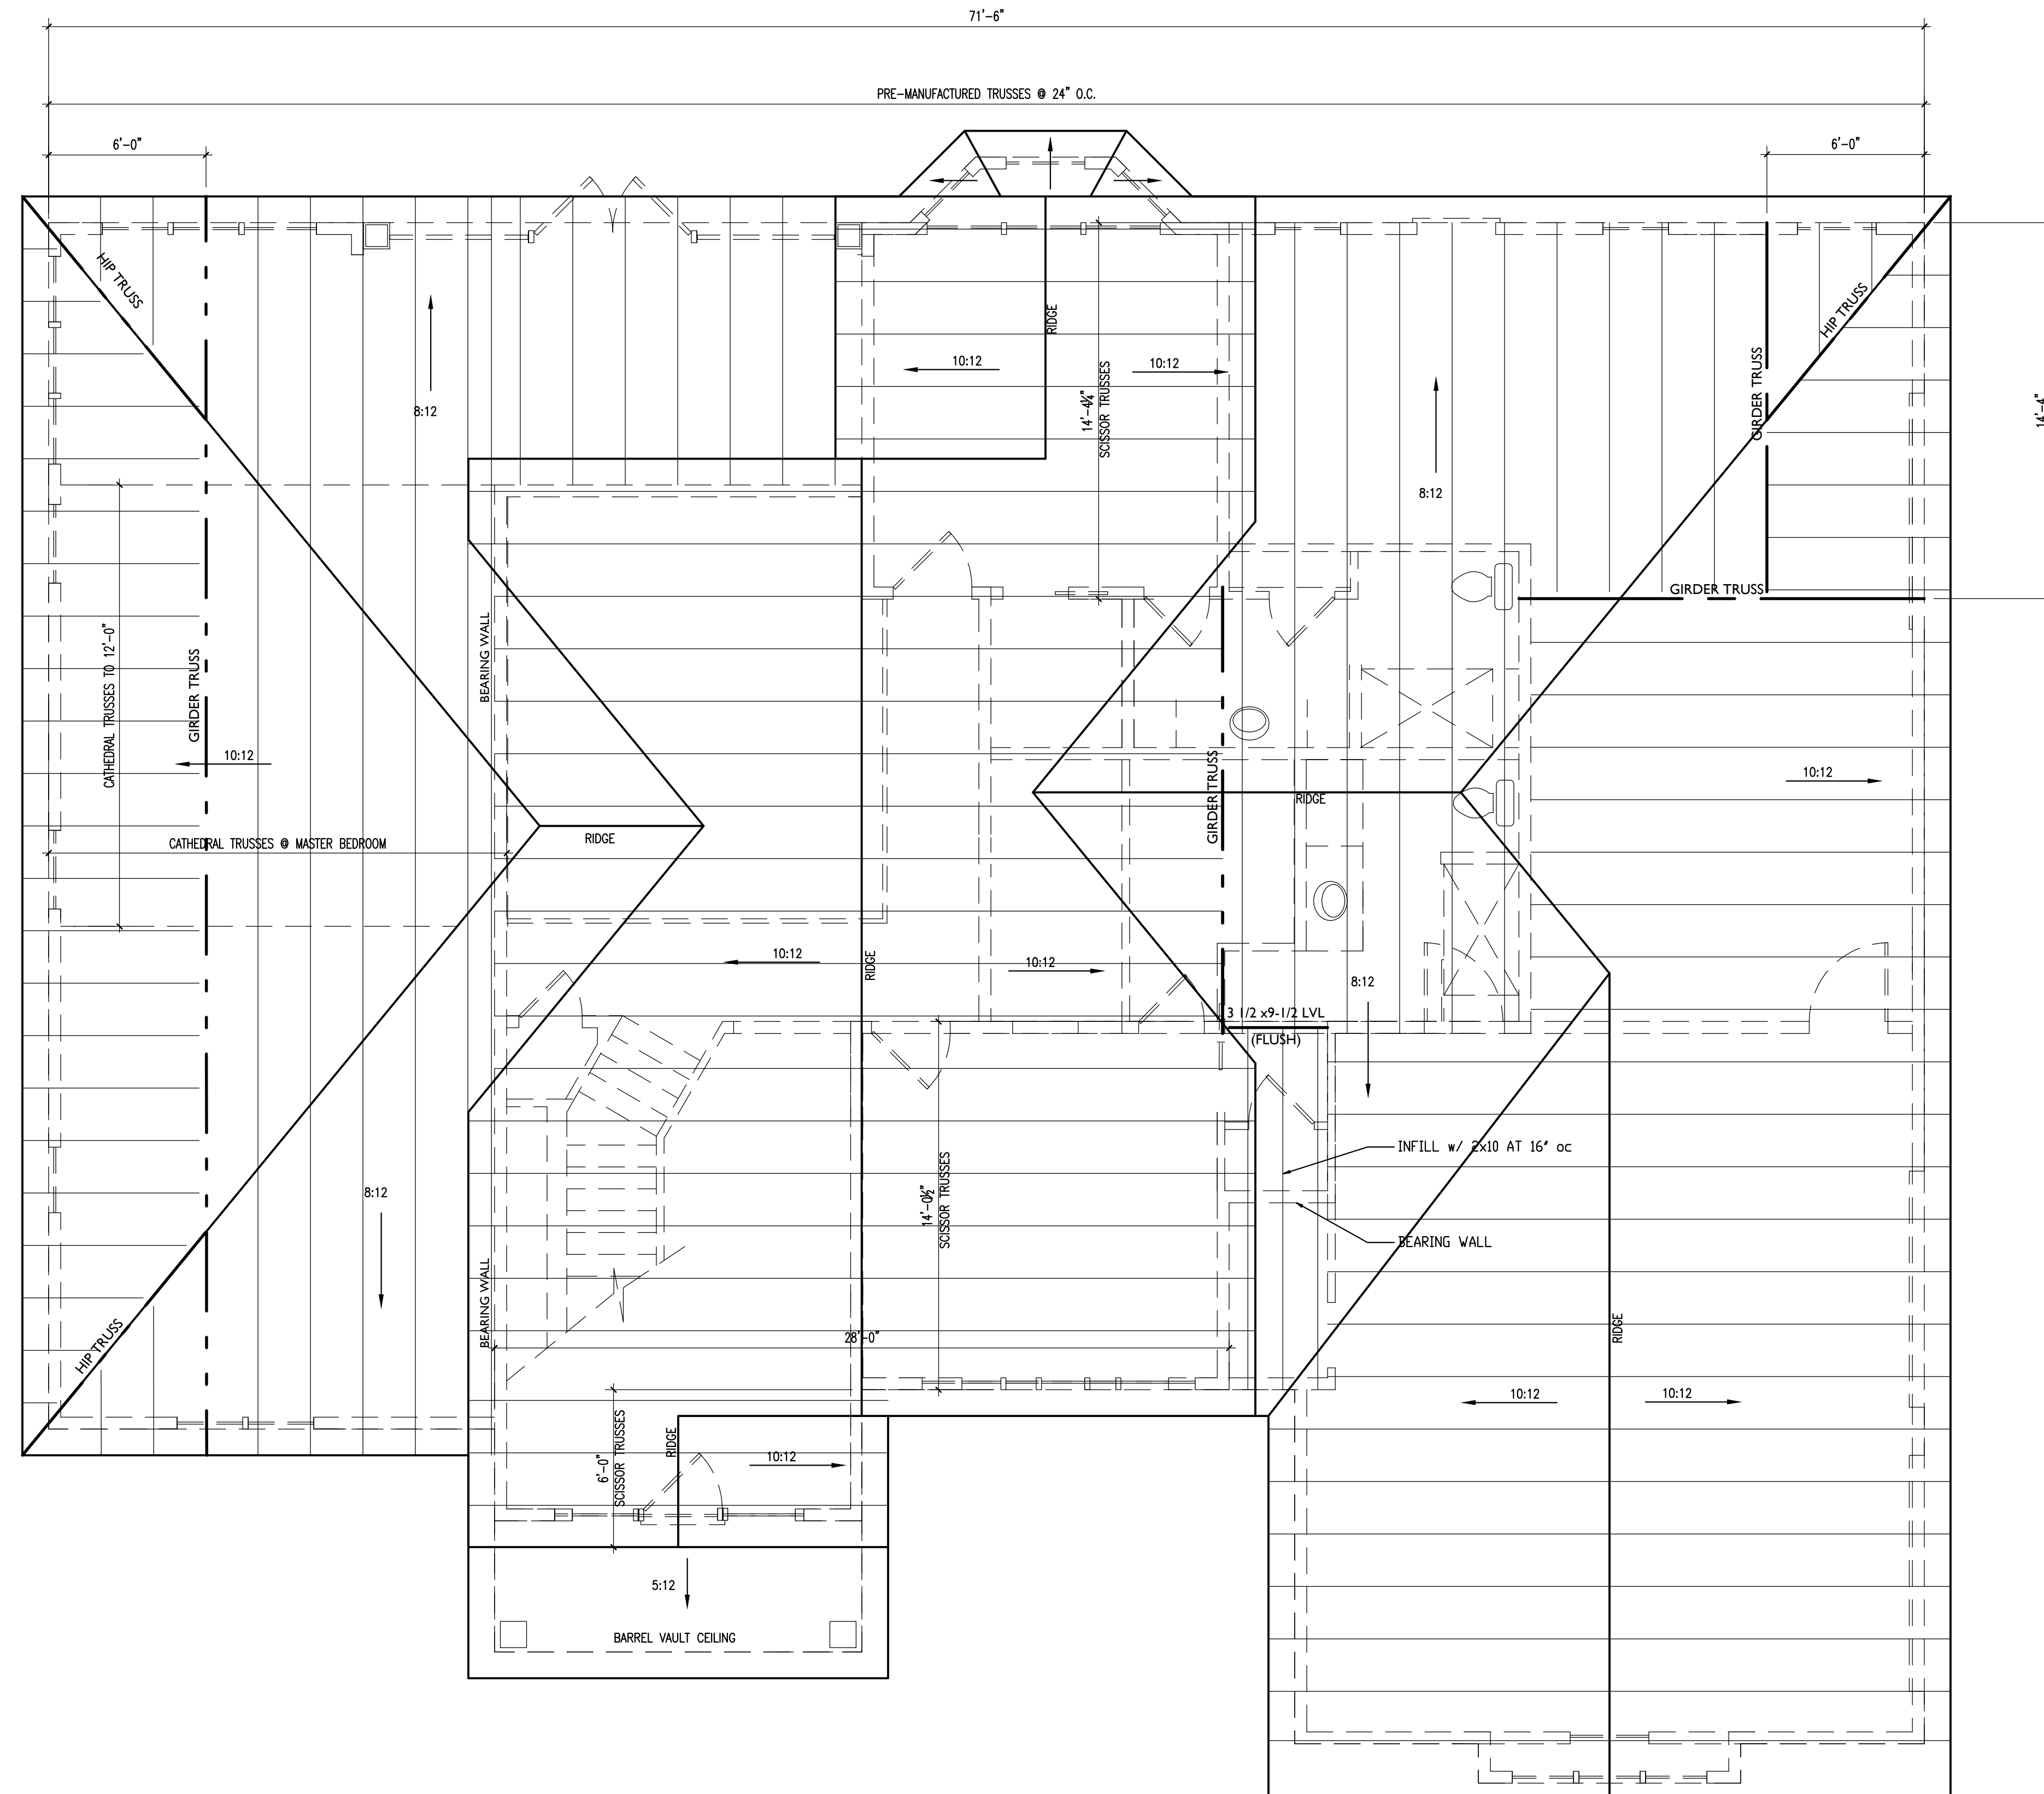 71'-6"
PRE-MANUFACTURED TRUSSES @ 24" O.C.
6'-0"
6'-0"
HIP TRUSS
HIP TRUSS
RIDGE
10:12
10:12
14'-4¼"
SCISSOR TRUSSES
8:12
GIRDER TRUSS
14'-4"
8:12
GIRDER TRUSS
BEARING WALL
CATHEDRAL TRUSSES TO 12'-0"
GIRDER TRUSS
10:12
10:12
GIRDER TRUSS
RIDGE
RIDGE
CATHEDRAL TRUSSES @ MASTER BEDROOM
10:12
RIDGE
10:12
8:12
3 1/2 x9-1/2 LVL
(FLUSH)
INFILL w/ 2x10 AT 16" oc
8:12
14'-0½"
SCISSOR TRUSSES
BEARING WALL
BEARING WALL
HIP TRUSS
28'-0"
RIDGE
10:12
10:12
6'-0"
SCISSOR TRUSSES
RIDGE
10:12
5:12
BARREL VAULT CEILING